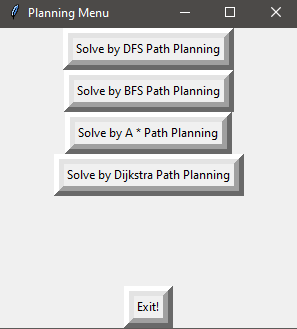 Planning Menu
Solve by DFS Path Planning
Solve by BFS Path Planning
Solve by A * Path Planning
Solve by Dijkstra Path Planning
Exit!